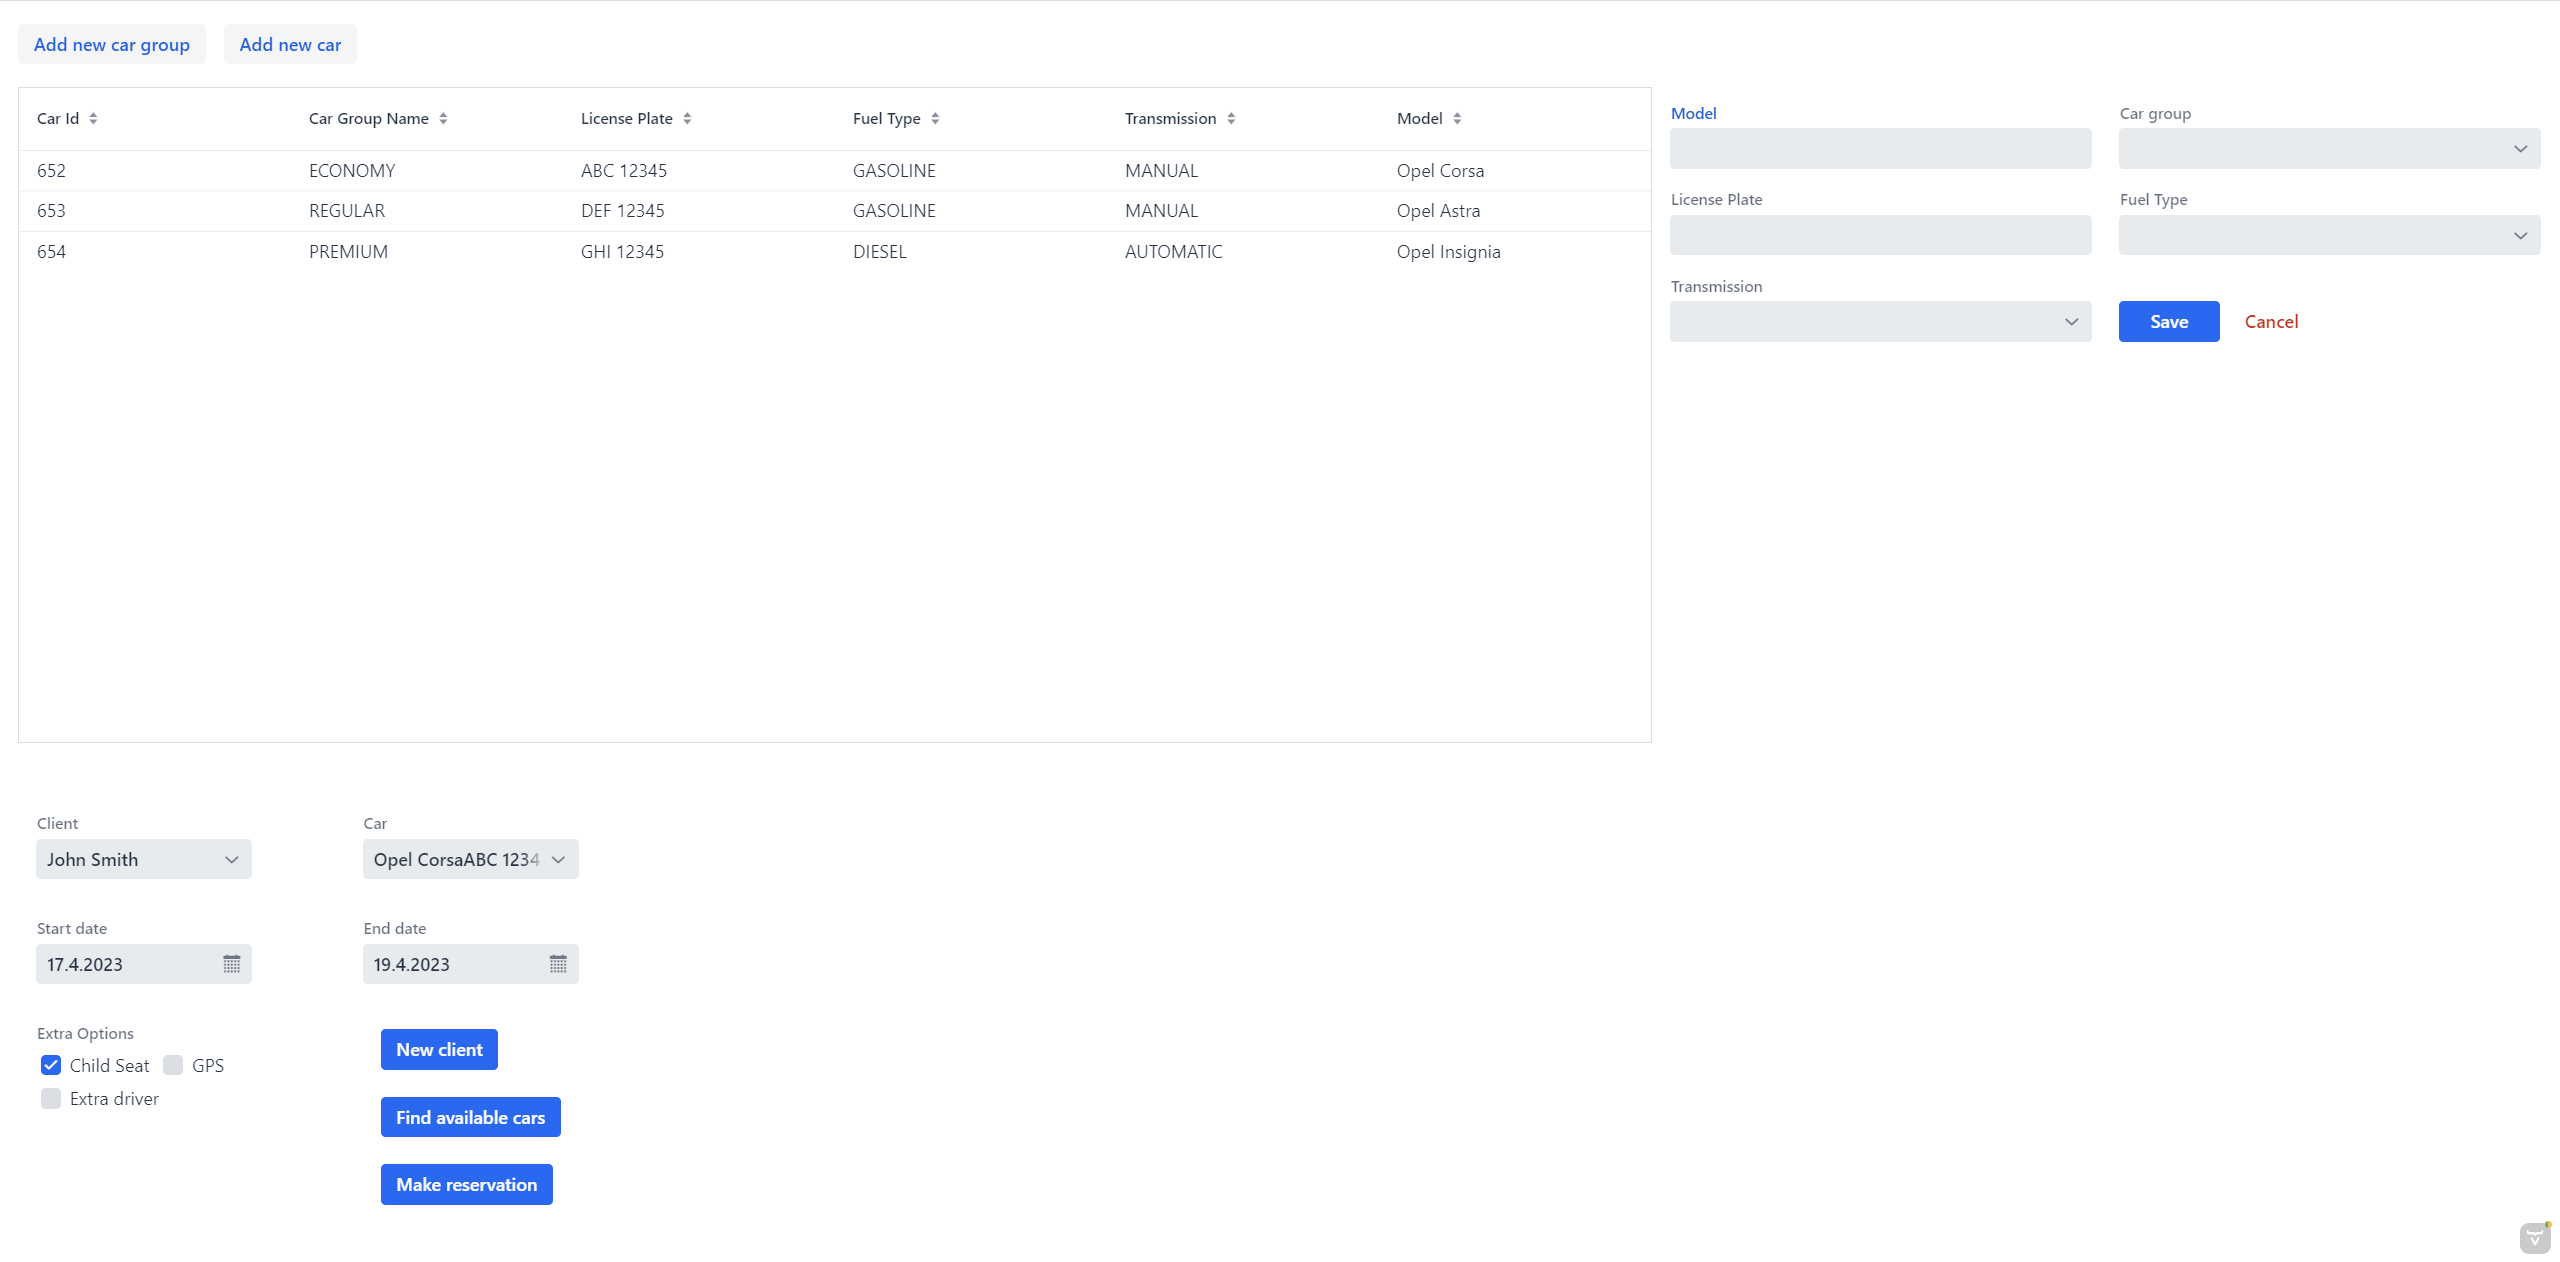 Add new car group Add new car
Car Id Car Group Name License Plate Fuel Type Transmission Model
652 ECONOMY ABC 12345 GASOLINE MANUAL Opel Corsa
653 REGULAR DEF 12345 GASOLINE MANUAL Opel Astra
654 PREMIUM GHI 12345 DIESEL AUTOMATIC Opel Insignia
Model Car group
License Plate Fuel Type
Transmission
Save Cancel
Client Car
John Smith Opel CorsaABC 1234
Start date End date
17.4.2023 19.4.2023
Extra Options
Child Seat GPS
Extra driver
New client
Find available cars
Make reservation